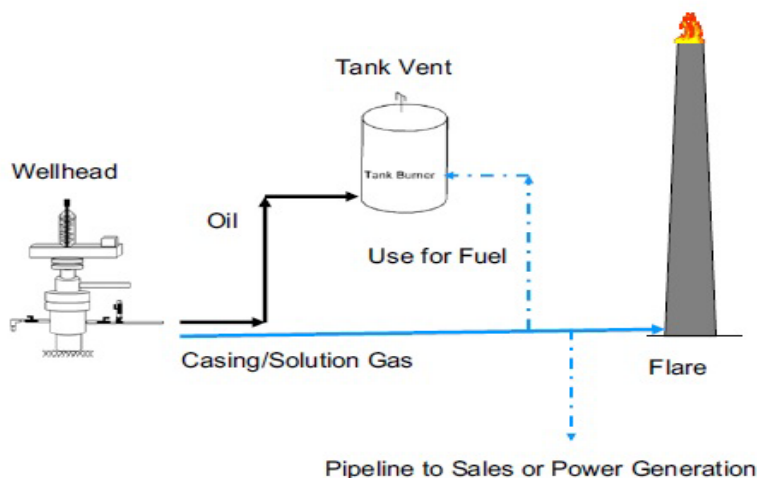 Tank Vent
Wellhead
Tank Burner
Oil
Use for Fuel
Casing/Solution Gas
Flare
Pipeline to Sales or Power Generation